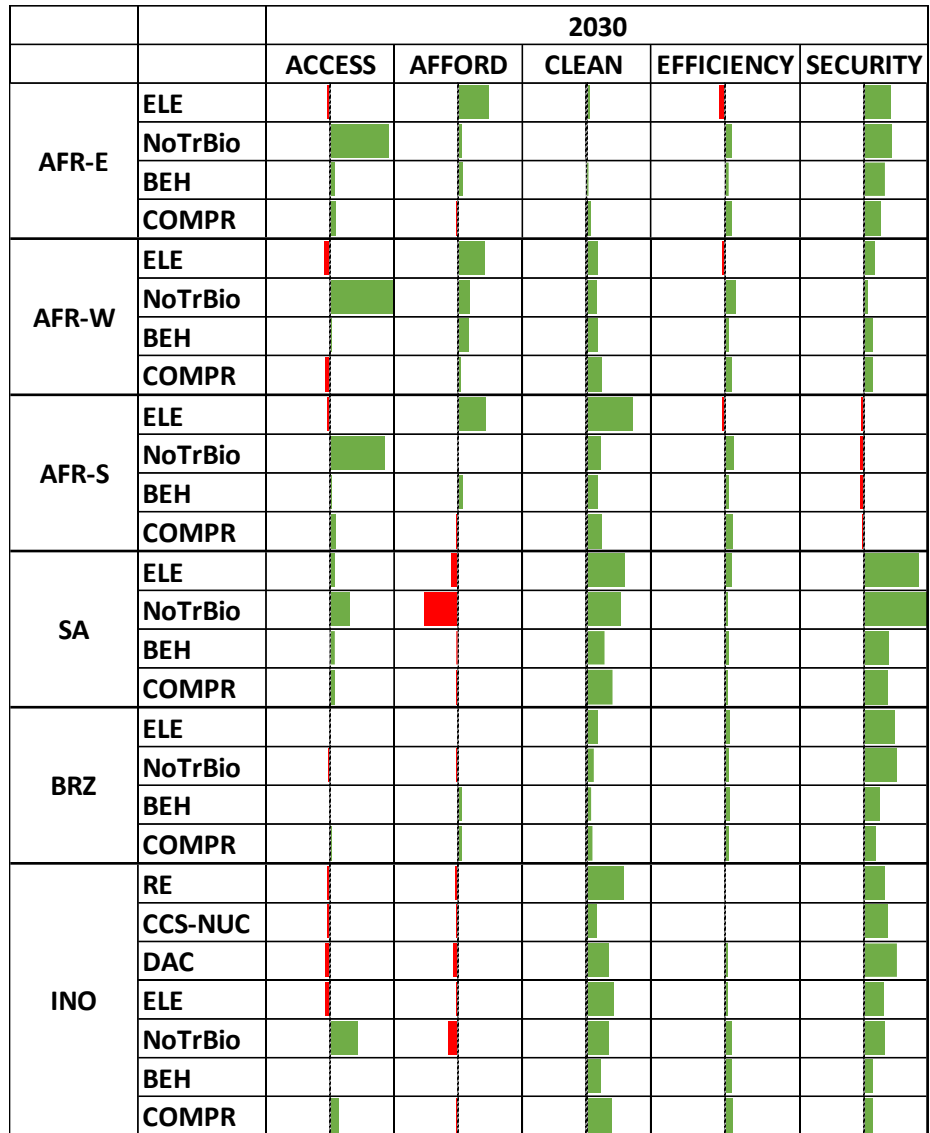 2030
ACCESS AFFORD CLEAN EFFICIENCY SECURITY
AFR-E
ELE
NoTrBio
BEH
COMPR
AFR-W
ELE
NoTrBio
BEH
COMPR
AFR-S
ELE
NoTrBio
BEH
COMPR
SA
ELE
NoTrBio
BEH
COMPR
BRZ
ELE
NoTrBio
BEH
COMPR
INO
RE
CCS-NUC
DAC
ELE
NoTrBio
BEH
COMPR